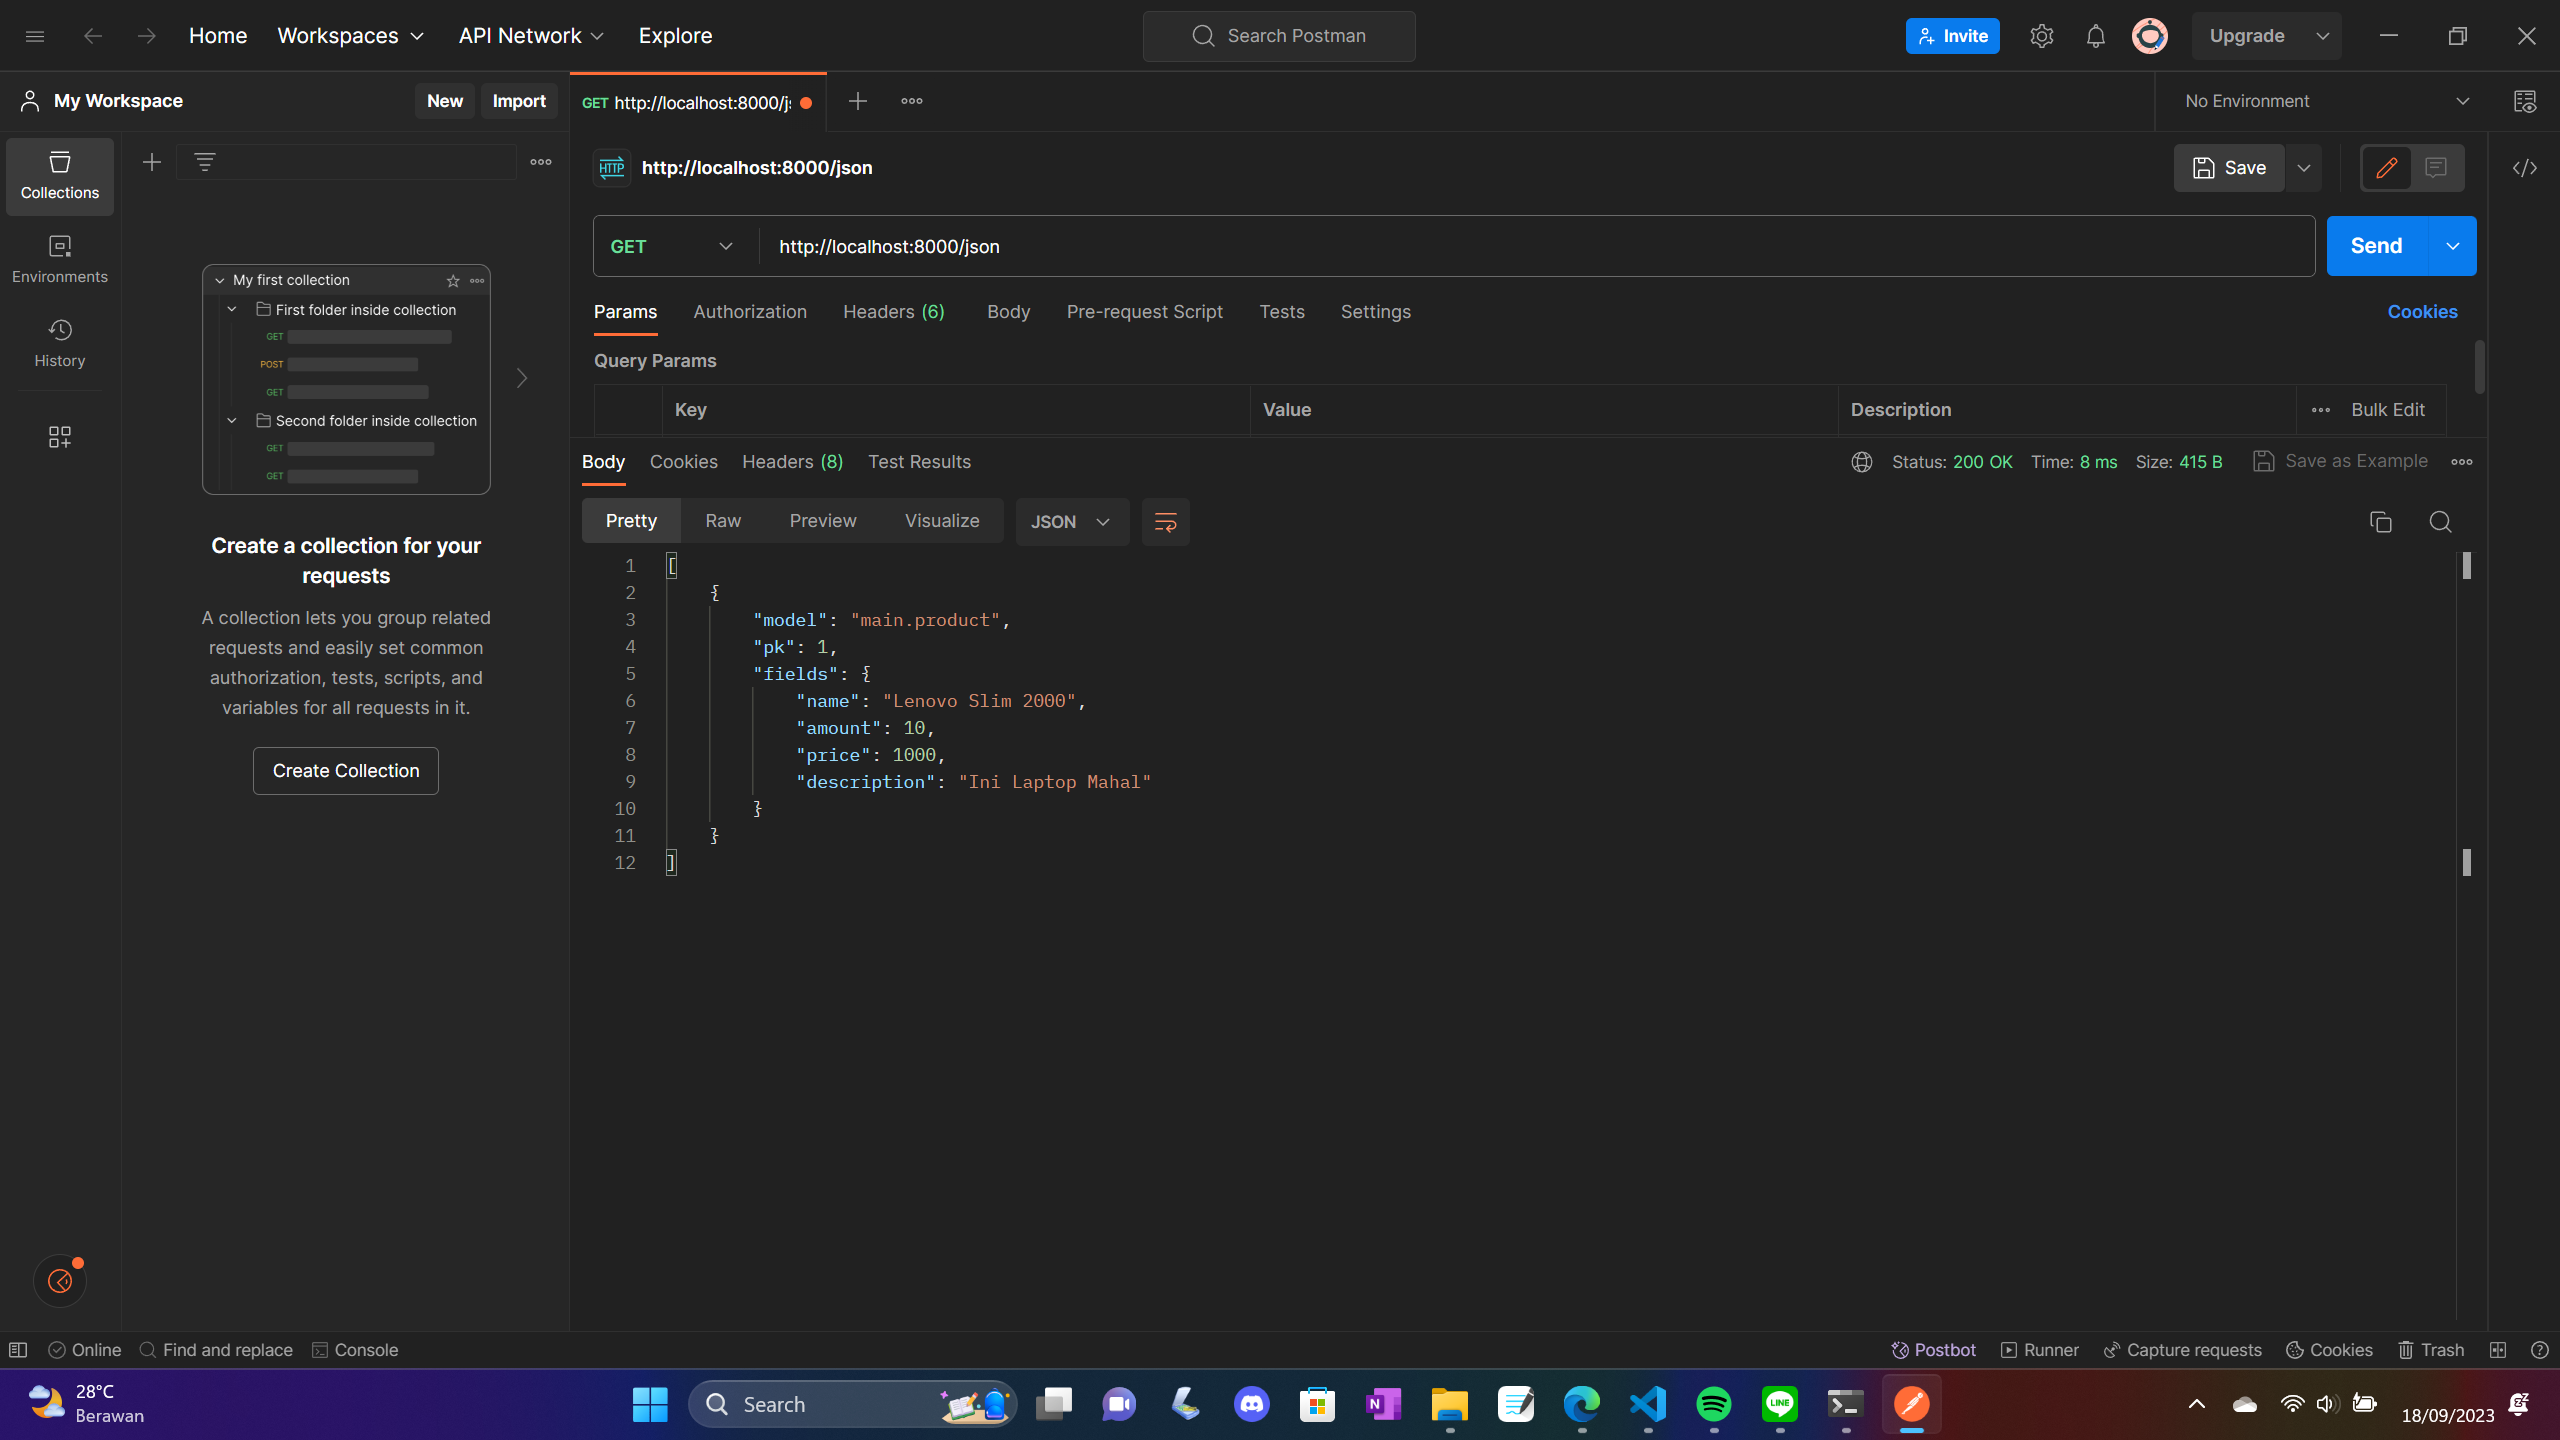 Home Workspaces API Network Explore Search Postman Invite Upgrade
My Workspace New Import GET http://localhost:8000/j No Environment
Collections
Environments
History
My first collection
First folder inside collection
GET
POST
GET
Second folder inside collection
GET
GET
Create a collection for your
requests
A collection lets you group related
requests and easily set common
authorization, tests, scripts, and
variables for all requests in it.
Create Collection
HTTP http://localhost:8000/json Save
GET http://localhost:8000/json Send
Params Authorization Headers (6) Body Pre-request Script Tests Settings Cookies
Query Params
Key Value Description Bulk Edit
Body Cookies Headers (8) Test Results Status: 200 OK Time: 8 ms Size: 415 B Save as Example
Pretty Raw Preview Visualize JSON
1 [
2 {
3 "model": "main.product",
4 "pk": 1,
5 "fields": {
6 "name": "Lenovo Slim 2000",
7 "amount": 10,
8 "price": 1000,
9 "description": "Ini Laptop Mahal"
10 }
11 }
12 ]
Online Find and replace Console Postbot Runner Capture requests Cookies Trash
28°C
Berawan
Search
LINE
18/09/2023